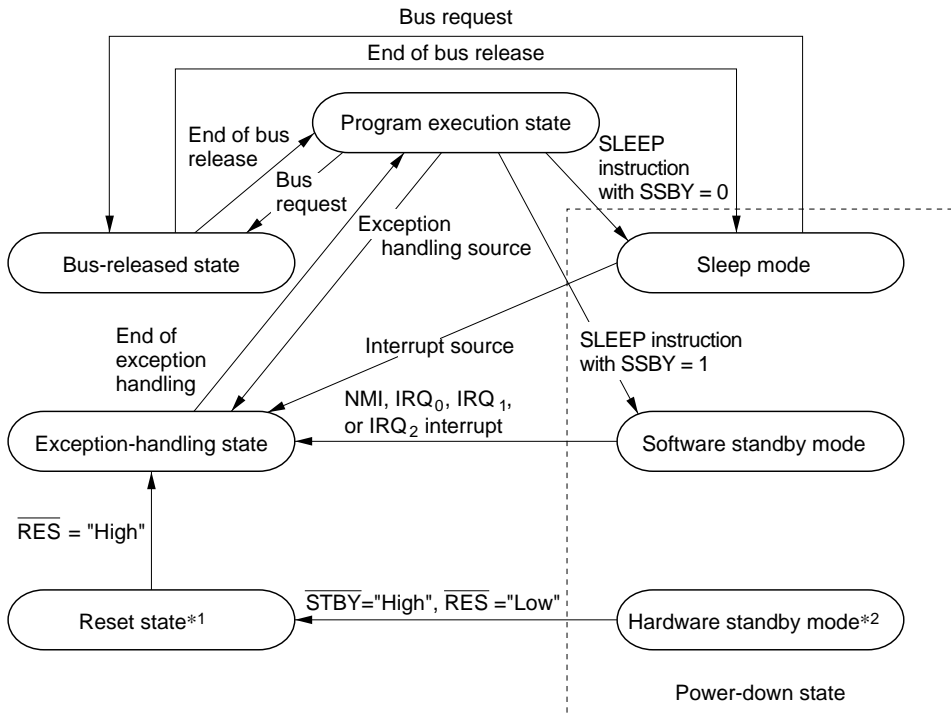 Bus request
End of bus release
Program execution state
End of bus
release
Bus
request
Exception
handling source
SLEEP
instruction
with SSBY = 0
Bus-released state
Sleep mode
End of
exception
handling
Interrupt source
SLEEP instruction
with SSBY = 1
NMI, IRQ0, IRQ1,
or IRQ2 interrupt
Exception-handling state
Software standby mode
RES = "High"
STBY="High", RES ="Low"
Reset state*1
Hardware standby mode*2
Power-down state